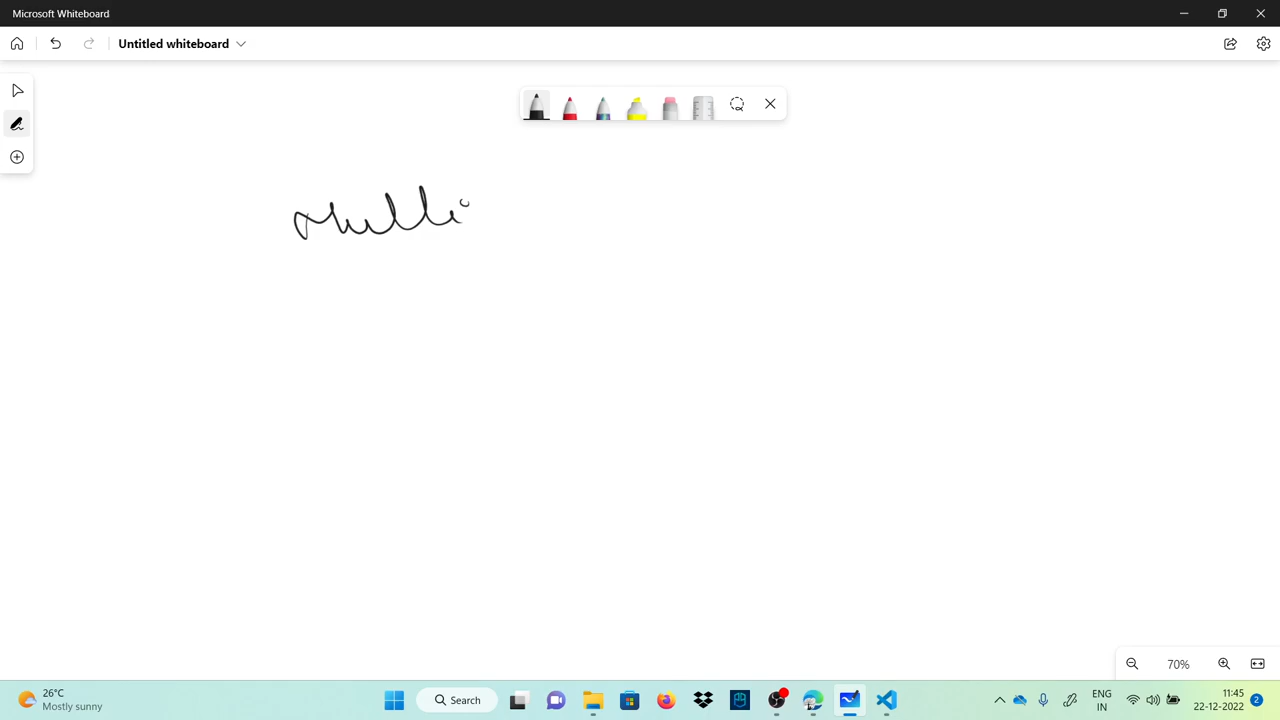 Microsoft Whiteboard
Untitled whiteboard
70%
26°C
Mostly sunny
Search
ENG
IN
11:45
22-12-2022
2